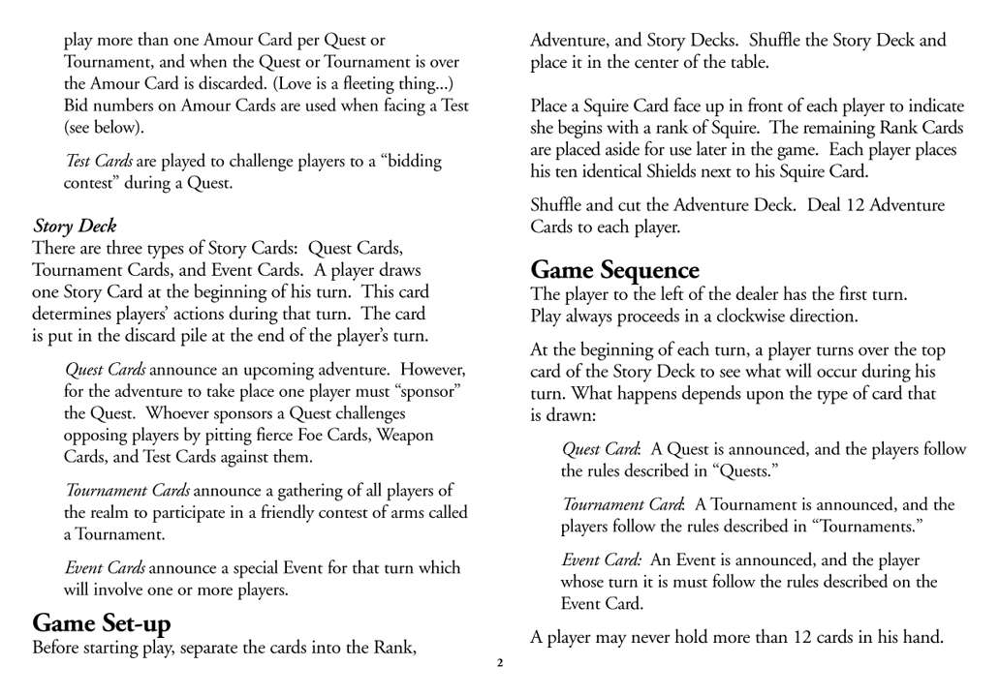 play more than one Amour Card per Quest or
Tournament, and when the Quest or Tournament is over
the Amour Card is discarded. (Love is a fleeting thing...)
Bid numbers on Amour Cards are used when facing a Test
(see below).
Test Cards are played to challenge players to a “bidding
contest” during a Quest.
Story Deck
There are three types of Story Cards:  Quest Cards,
Tournament Cards, and Event Cards.  A player draws
one Story Card at the beginning of his turn.  This card
determines players’ actions during that turn.  The card
is put in the discard pile at the end of the player’s turn.
Quest Cards announce an upcoming adventure.  However,
for the adventure to take place one player must “sponsor”
the Quest.  Whoever sponsors a Quest challenges
opposing players by pitting fierce Foe Cards, Weapon
Cards, and Test Cards against them.
Tournament Cards announce a gathering of all players of
the realm to participate in a friendly contest of arms called
a Tournament.
Event Cards announce a special Event for that turn which
will involve one or more players.
Game Set-up
Before starting play, separate the cards into the Rank,
Adventure, and Story Decks.  Shuffle the Story Deck and
place it in the center of the table.
Place a Squire Card face up in front of each player to indicate
she begins with a rank of Squire.  The remaining Rank Cards
are placed aside for use later in the game.  Each player places
his ten identical Shields next to his Squire Card.
Shuffle and cut the Adventure Deck.  Deal 12 Adventure
Cards to each player.
Game Sequence
The player to the left of the dealer has the first turn.
Play always proceeds in a clockwise direction.
At the beginning of each turn, a player turns over the top
card of the Story Deck to see what will occur during his
turn. What happens depends upon the type of card that
is drawn:
Quest Card:  A Quest is announced, and the players follow
the rules described in “Quests.”
Tournament Card:  A Tournament is announced, and the
players follow the rules described in “Tournaments.”
Event Card:  An Event is announced, and the player
whose turn it is must follow the rules described on the
Event Card.
A player may never hold more than 12 cards in his hand.
2